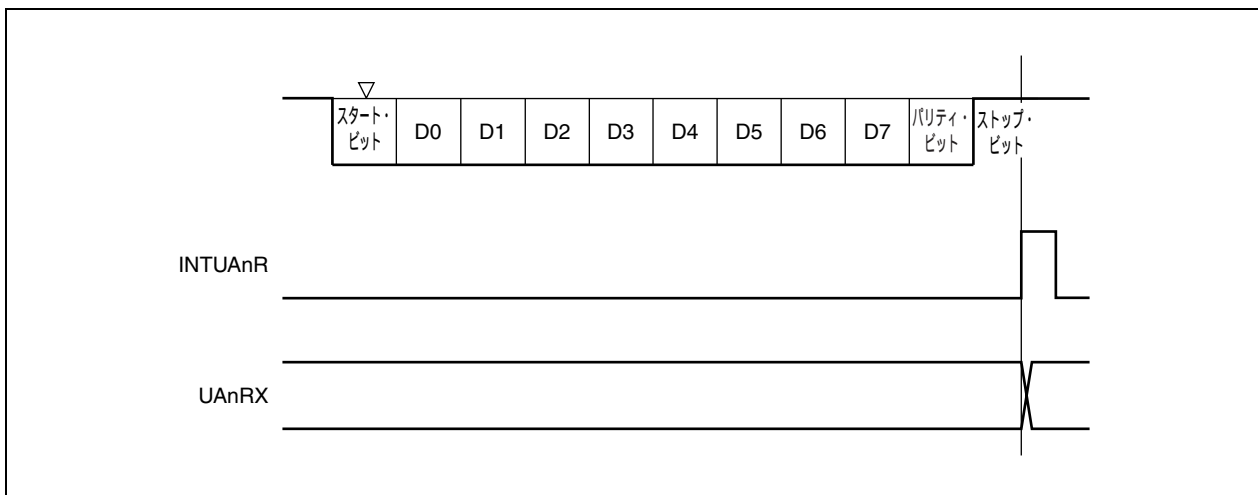 スタート・
ビット
D0
D1
D2
D3
D4
D5
D6
D7
パリティ・
ビット
ストップ・
ビット
INTUAnR
UAnRX